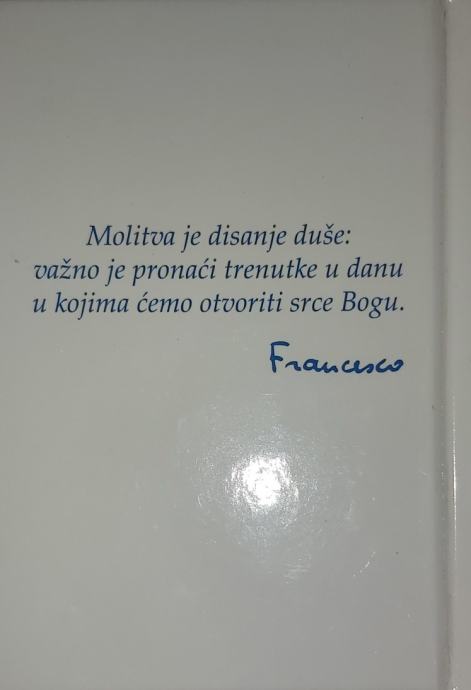 Molitva je disanje duše:
važno je pronaći trenutke u danu
u kojima ćemo otvoriti srce Bogu.
Francesco